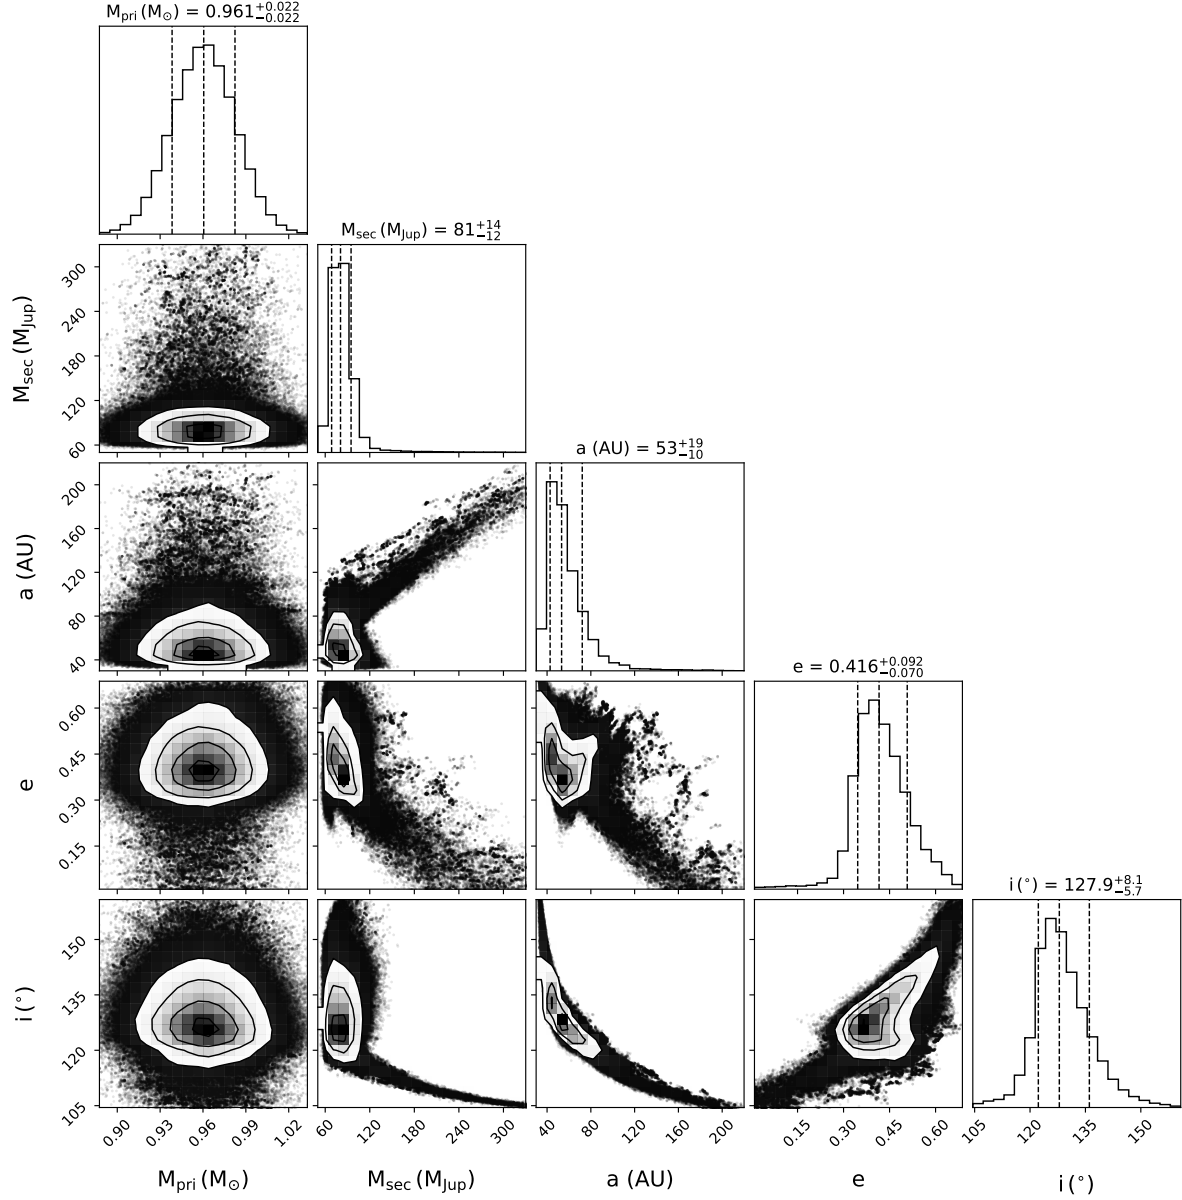 M_pri (M_⊙) = 0.961 +0.022 −0.022
M_sec (M_Jup) = 81 +14 −12
a (AU) = 53 +19 −10
e = 0.416 +0.092 −0.070
i (°) = 127.9 +8.1 −5.7
M_sec (M_Jup)
300
240
180
120
60
a (AU)
200
160
120
80
40
e
0.60
0.45
0.30
0.15
i (°)
150
135
120
105
0.90 0.93 0.96 0.99 1.02
60 120 180 240 300
40 80 120 160 200
0.15 0.30 0.45 0.60
105 120 135 150
M_pri (M_⊙)
M_sec (M_Jup)
a (AU)
e
i (°)